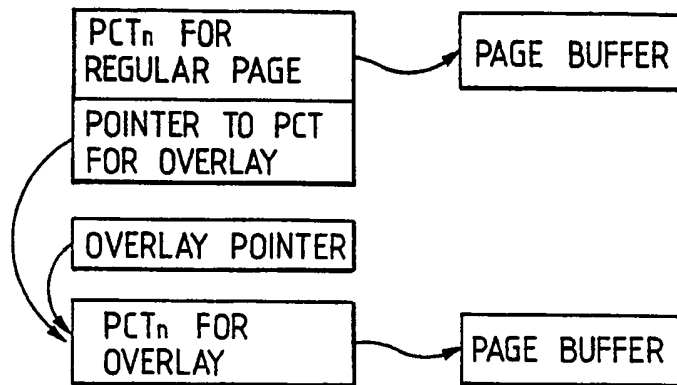 PCTn FOR
REGULAR PAGE
PAGE BUFFER
POINTER TO PCT
FOR OVERLAY
OVERLAY POINTER
PCTn FOR
OVERLAY
PAGE BUFFER